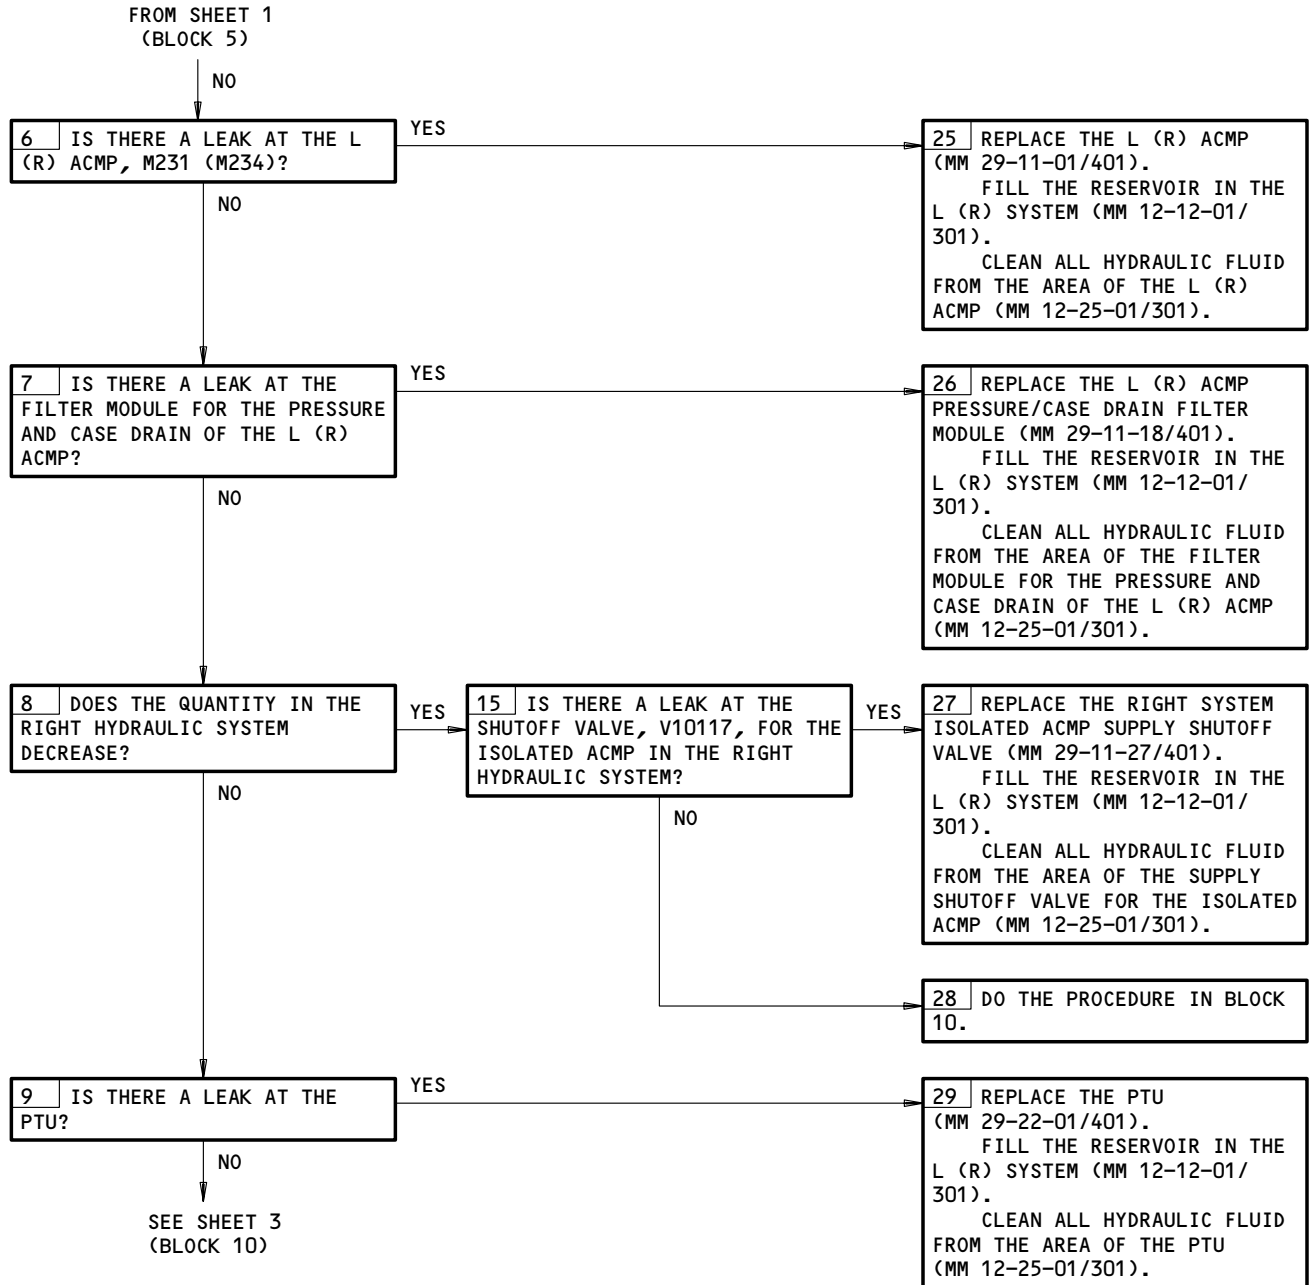 FROM SHEET 1
(BLOCK 5)
NO
6 IS THERE A LEAK AT THE L
(R) ACMP, M231 (M234)?
YES
25 REPLACE THE L (R) ACMP
(MM 29-11-01/401).
FILL THE RESERVOIR IN THE
L (R) SYSTEM (MM 12-12-01/
301).
CLEAN ALL HYDRAULIC FLUID
FROM THE AREA OF THE L (R)
ACMP (MM 12-25-01/301).
NO
7 IS THERE A LEAK AT THE
FILTER MODULE FOR THE PRESSURE
AND CASE DRAIN OF THE L (R)
ACMP?
YES
26 REPLACE THE L (R) ACMP
PRESSURE/CASE DRAIN FILTER
MODULE (MM 29-11-18/401).
FILL THE RESERVOIR IN THE
L (R) SYSTEM (MM 12-12-01/
301).
CLEAN ALL HYDRAULIC FLUID
FROM THE AREA OF THE FILTER
MODULE FOR THE PRESSURE AND
CASE DRAIN OF THE L (R) ACMP
(MM 12-25-01/301).
NO
8 DOES THE QUANTITY IN THE
RIGHT HYDRAULIC SYSTEM
DECREASE?
YES
15 IS THERE A LEAK AT THE
SHUTOFF VALVE, V10117, FOR THE
ISOLATED ACMP IN THE RIGHT
HYDRAULIC SYSTEM?
YES
27 REPLACE THE RIGHT SYSTEM
ISOLATED ACMP SUPPLY SHUTOFF
VALVE (MM 29-11-27/401).
FILL THE RESERVOIR IN THE
L (R) SYSTEM (MM 12-12-01/
301).
CLEAN ALL HYDRAULIC FLUID
FROM THE AREA OF THE SUPPLY
SHUTOFF VALVE FOR THE ISOLATED
ACMP (MM 12-25-01/301).
NO
NO
28 DO THE PROCEDURE IN BLOCK
10.
9 IS THERE A LEAK AT THE
PTU?
YES
29 REPLACE THE PTU
(MM 29-22-01/401).
FILL THE RESERVOIR IN THE
L (R) SYSTEM (MM 12-12-01/
301).
CLEAN ALL HYDRAULIC FLUID
FROM THE AREA OF THE PTU
(MM 12-25-01/301).
NO
SEE SHEET 3
(BLOCK 10)